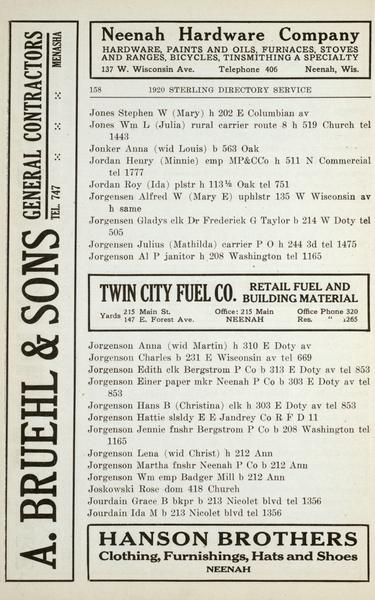 A. BRUEHL & SONS
GENERAL CONTRACTORS
TEL. 747 MENASHA
Neenah Hardware Company
HARDWARE, PAINTS AND OILS, FURNACES, STOVES
AND RANGES, BICYCLES, TINSMITHING A SPECIALTY
137 W. Wisconsin Ave. Telephone 406 Neenah, Wis.
158 1920 STERLING DIRECTORY SERVICE
Jones Stephen W (Mary) h 202 E Columbian av
Jones Wm L (Julia) rural carrier route 8 h 519 Church tel
1443
Jonker Anna (wid Louis) b 563 Oak
Jordan Henry (Minnie) emp MP&CCo h 511 N Commercial
tel 1777
Jordan Roy (Ida) plstr h 113½ Oak tel 751
Jorgensen Alfred W (Mary E) uphlstr 135 W Wisconsin av
h same
Jorgensen Gladys elk Dr Frederick G Taylor b 214 W Doty tel
505
Jorgensen Julius (Mathilda) carrier P O h 244 3d tel 1475
Jorgenson Al P janitor h 208 Washington tel 1165
TWIN CITY FUEL CO. RETAIL FUEL AND
BUILDING MATERIAL
Yards 215 Main St. Office: 215 Main Office Phone 320
147 E. Forest Ave. NEENAH Res. " 1265
Jorgenson Anna (wid Martin) h 310 E Doty av
Jorgenson Charles b 231 E Wisconsin av tel 669
Jorgenson Edith elk Bergstrom P Co b 313 E Doty av tel 853
Jorgenson Einer paper mkr Neenah P Co b 303 E Doty av tel
853
Jorgenson Hans B (Christina) elk h 303 E Doty av tel 853
Jorgenson Hattie slsldy E E Jandrey Co R F D 11
Jorgenson Jennie fnshr Bergstrom P Co b 208 Washington tel
1165
Jorgenson Lena (wid Christ) h 212 Ann
Jorgenson Martha fnshr Neenah P Co b 212 Ann
Jorgenson Wm emp Badger Mill b 212 Ann
Joskowski Rose dom 418 Church
Jourdain Grace B bkpr b 213 Nicolet blvd tel 1356
Jourdain Ida M b 213 Nicolet blvd tel 1356
HANSON BROTHERS
Clothing, Furnishings, Hats and Shoes
NEENAH